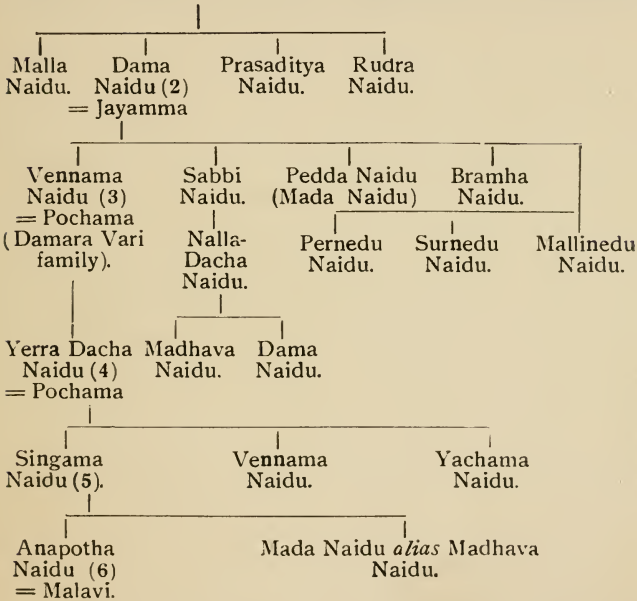 Malla Dama Prasaditya Rudra
Naidu. Naidu (2) Naidu. Naidu.
= Jayamma
Vennama Sabbi Pedda Naidu Bramha
Naidu (3) Naidu. (Mada Naidu) Naidu.
= Pochama
(Damara Vari Nalla- Pernedu Surnedu Mallinedu
family). Dacha Naidu. Naidu. Naidu.
Naidu.
Yerra Dacha Madhava Dama
Naidu (4) Naidu. Naidu.
= Pochama
Singama Vennama Yachama
Naidu (5). Naidu. Naidu.
Anapotha Mada Naidu alias Madhava
Naidu (6) Naidu.
= Malavi.